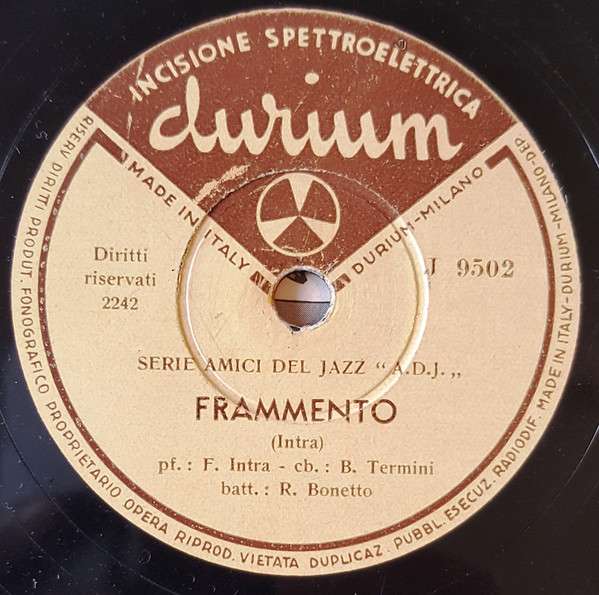 INCISIONE SPETTROELETTRICA
durium
MADE IN ITALY
DURIUM-MILANO
Diritti
riservati
2242
J 9502
SERIE AMICI DEL JAZZ “A.D.J.„
FRAMMENTO
(Intra)
pf.: F. Intra - cb.: B. Termini
batt.: R. Bonetto
RISERV. DIRITTI PRODUT. FONOGRAFICO PROPRIETARIO OPERA RIPROD. VIETATA DUPLICAZ. PUBBL. ESECUZ. RADIODIF. MADE IN ITALY-DURIUM-MILANO-DEP.